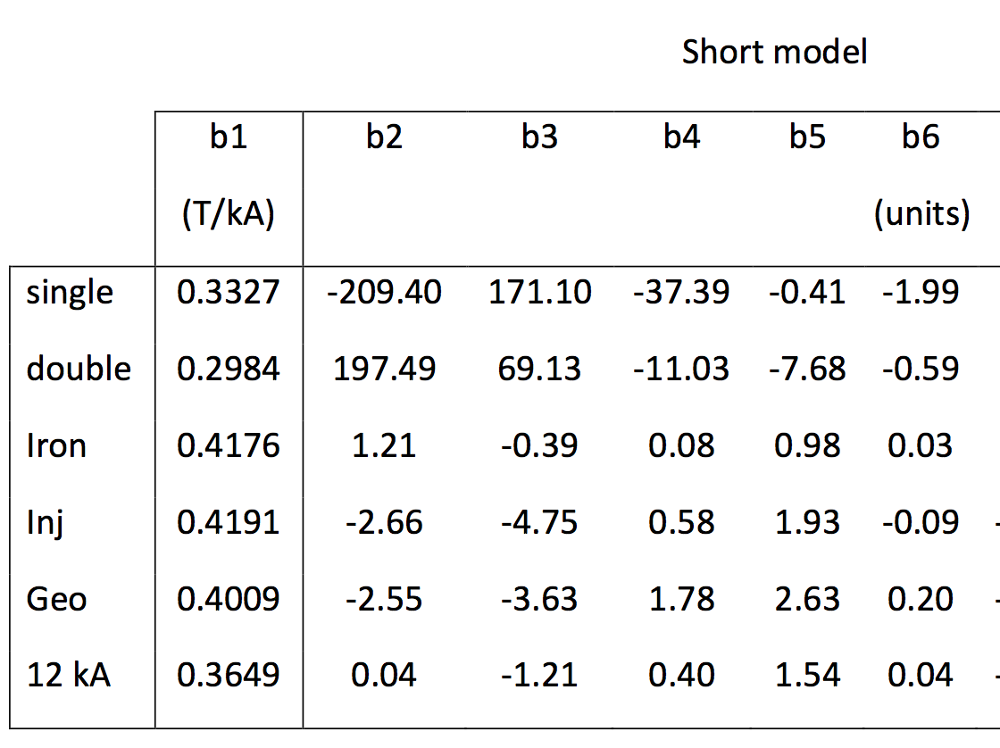 Short model
b1 b2 b3 b4 b5 b6
(T/kA) (units)
single 0.3327 -209.40 171.10 -37.39 -0.41 -1.99
double 0.2984 197.49 69.13 -11.03 -7.68 -0.59
Iron 0.4176 1.21 -0.39 0.08 0.98 0.03
Inj 0.4191 -2.66 -4.75 0.58 1.93 -0.09 -
Geo 0.4009 -2.55 -3.63 1.78 2.63 0.20 -
12 kA 0.3649 0.04 -1.21 0.40 1.54 0.04 -